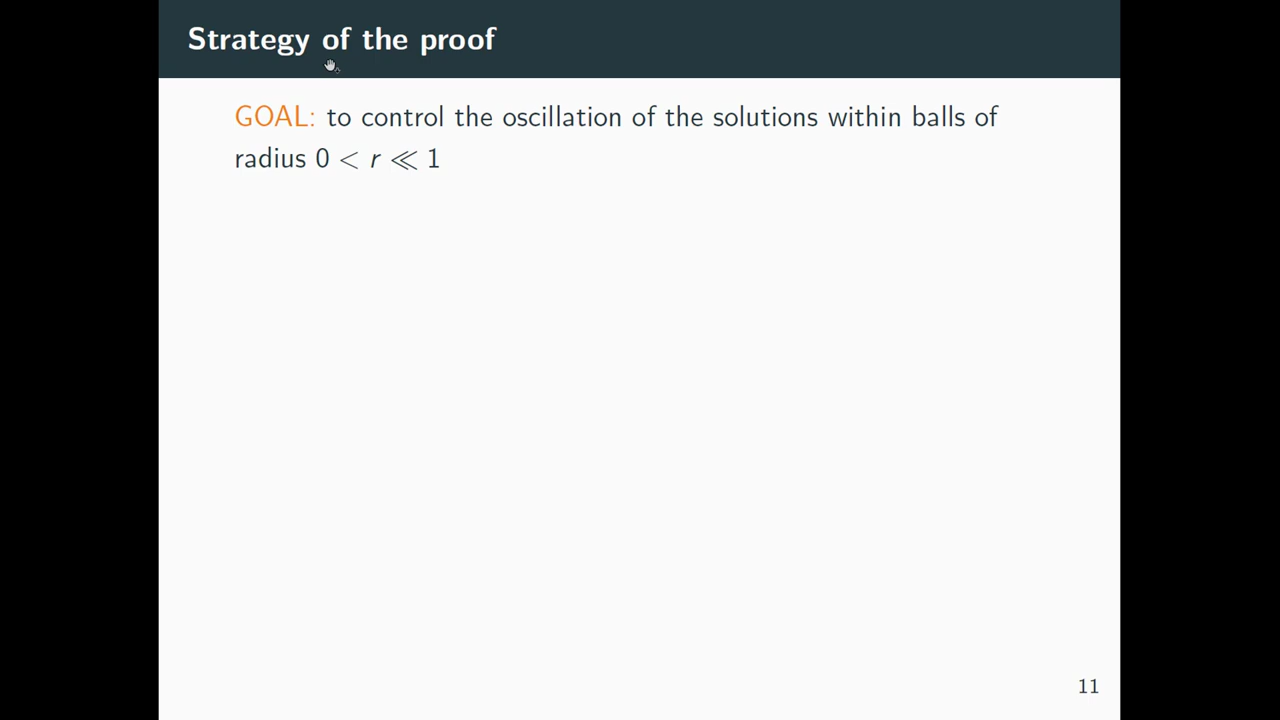 Strategy of the proof
GOAL: to control the oscillation of the solutions within balls of
radius 0 < r ≪ 1
11